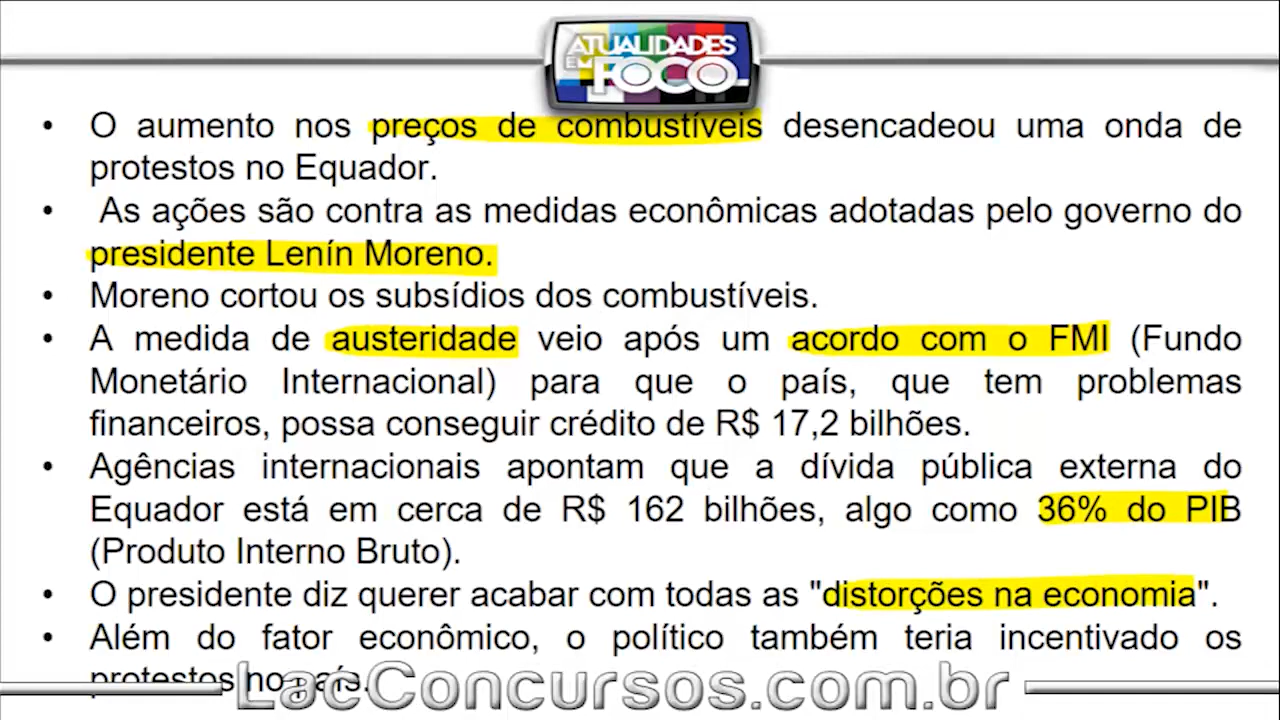 ATUALIDADES
EM FOCO
• O aumento nos preços de combustíveis desencadeou uma onda de
protestos no Equador.
• As ações são contra as medidas econômicas adotadas pelo governo do
presidente Lenín Moreno.
• Moreno cortou os subsídios dos combustíveis.
• A medida de austeridade veio após um acordo com o FMI (Fundo
Monetário Internacional) para que o país, que tem problemas
financeiros, possa conseguir crédito de R$ 17,2 bilhões.
• Agências internacionais apontam que a dívida pública externa do
Equador está em cerca de R$ 162 bilhões, algo como 36% do PIB
(Produto Interno Bruto).
• O presidente diz querer acabar com todas as "distorções na economia".
• Além do fator econômico, o político também teria incentivado os
protestos no país.
LacConcursos.com.br